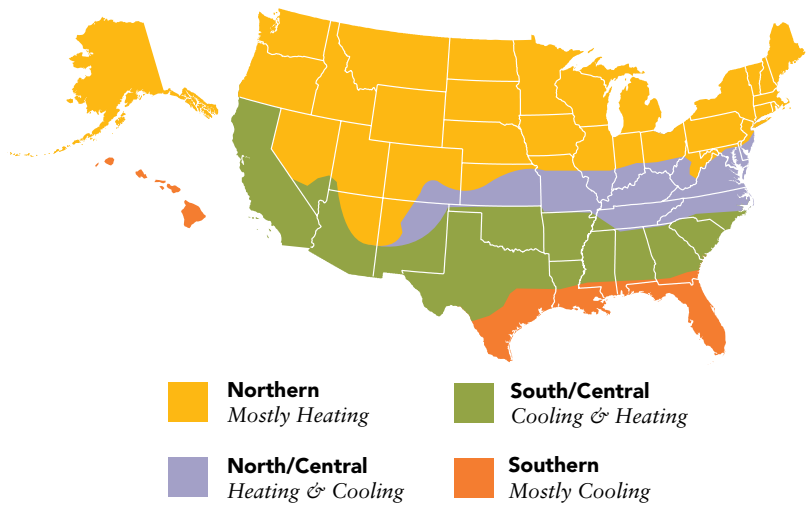 Northern
Mostly Heating
South/Central
Cooling & Heating
North/Central
Heating & Cooling
Southern
Mostly Cooling